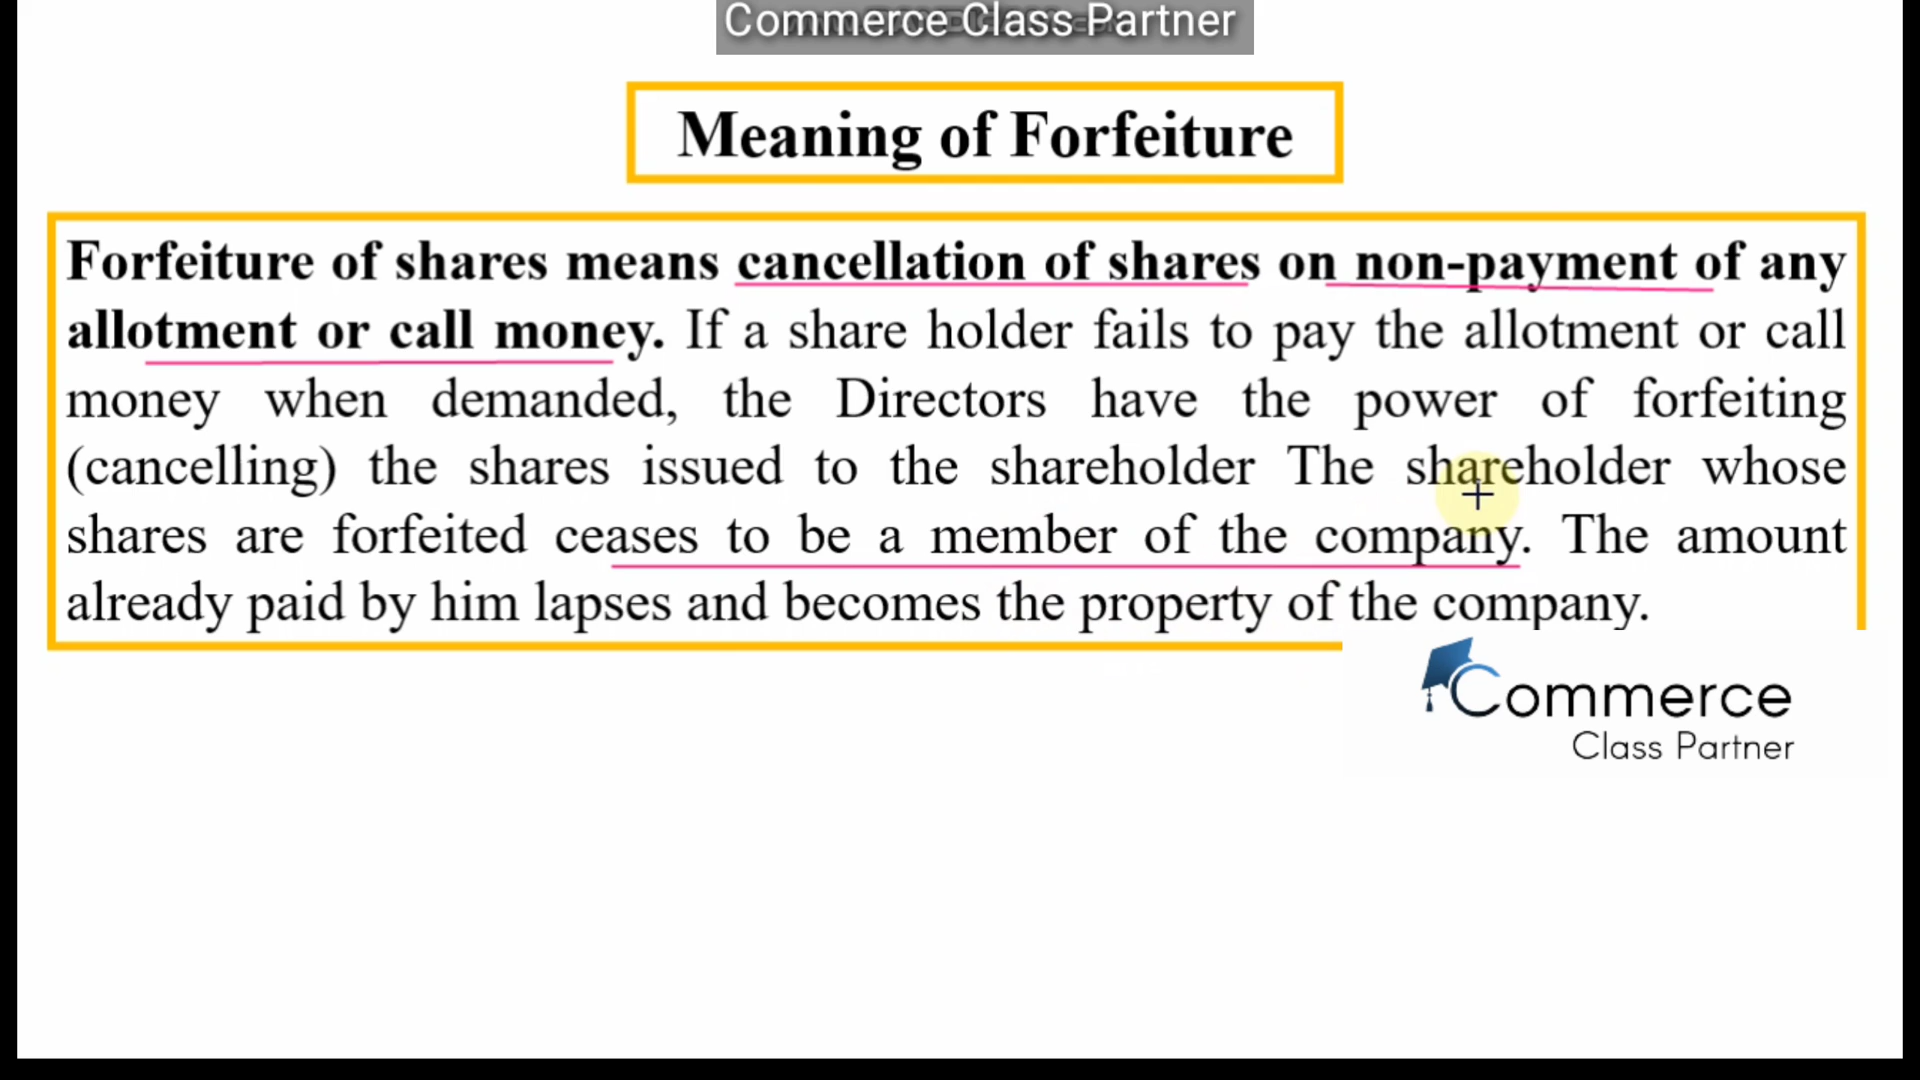 Commerce Class Partner
Meaning of Forfeiture
Forfeiture of shares means cancellation of shares on non-payment of any
allotment or call money. If a share holder fails to pay the allotment or call
money when demanded, the Directors have the power of forfeiting
(cancelling) the shares issued to the shareholder The shareholder whose
shares are forfeited ceases to be a member of the company. The amount
already paid by him lapses and becomes the property of the company.
Commerce
Class Partner